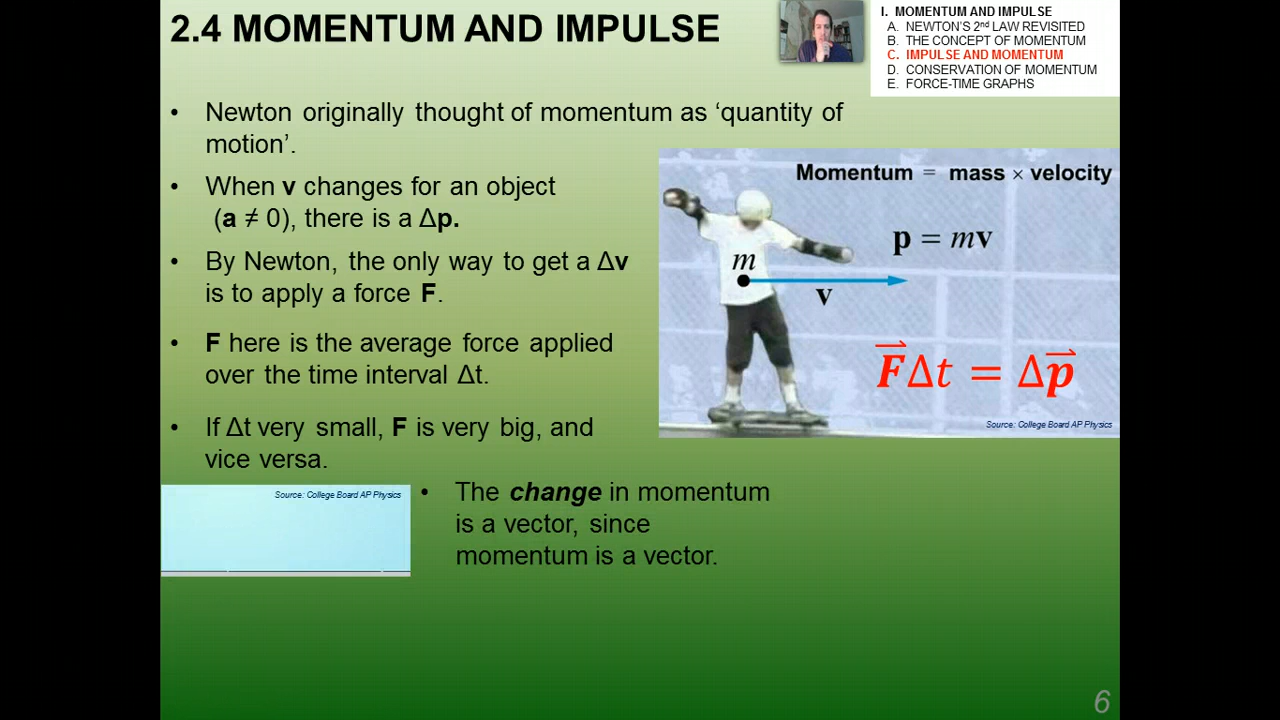 2.4 MOMENTUM AND IMPULSE
I. MOMENTUM AND IMPULSE
A. NEWTON'S 2nd LAW REVISITED
B. THE CONCEPT OF MOMENTUM
C. IMPULSE AND MOMENTUM
D. CONSERVATION OF MOMENTUM
E. FORCE-TIME GRAPHS
• Newton originally thought of momentum as ‘quantity of
motion’.
• When v changes for an object
(a ≠ 0), there is a Δp.
• By Newton, the only way to get a Δv
is to apply a force F.
• F here is the average force applied
over the time interval Δt.
• If Δt very small, F is very big, and
vice versa.
Momentum = mass × velocity
p = mv
m
v
F⃗Δt = Δp⃗
Source: College Board AP Physics
Source: College Board AP Physics
• The change in momentum
is a vector, since
momentum is a vector.
6